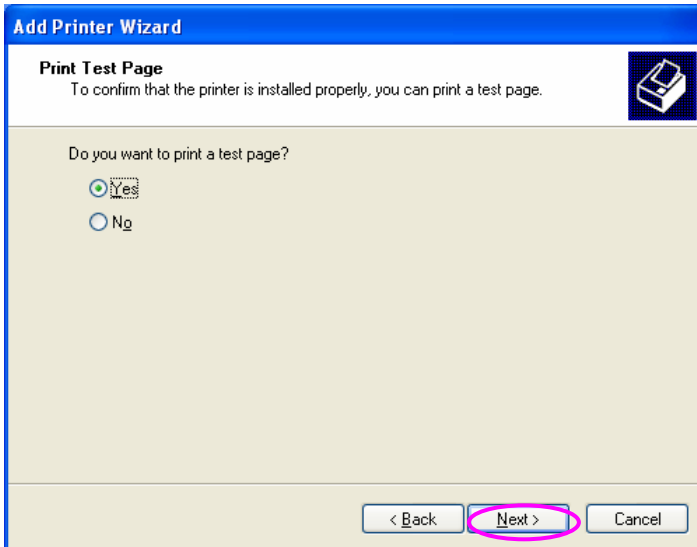 Add Printer Wizard
Print Test Page
To confirm that the printer is installed properly, you can print a test page.
Do you want to print a test page?
Yes
No
< Back
Next >
Cancel